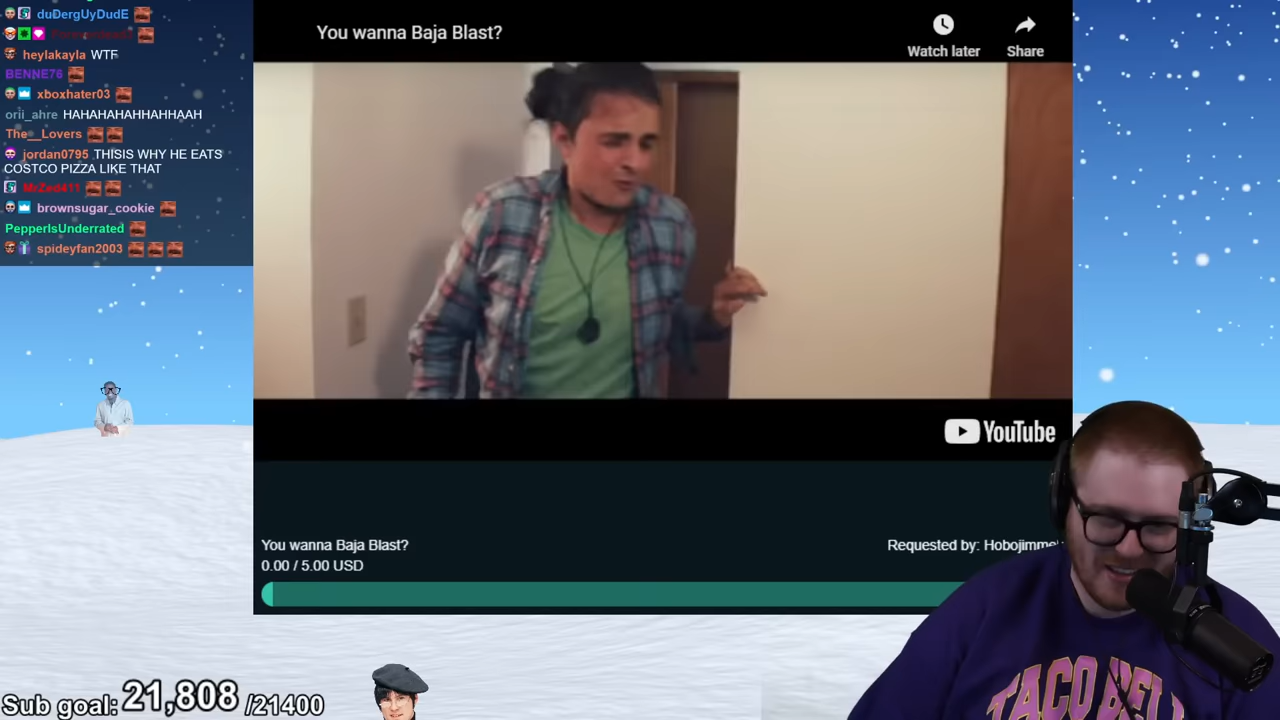 duDergUyDudE
heylakayla WTF
BENNE76
xboxhater03
orii_ahre HAHAHAHAHHAHHAAH
The__Lovers
jordan0795 THISIS WHY HE EATS
COSTCO PIZZA LIKE THAT
MrZed411
brownsugar_cookie
PepperIsUnderrated
spideyfan2003
You wanna Baja Blast?
Watch later
Share
YouTube
You wanna Baja Blast?
Requested by:
0.00 / 5.00 USD
TACO BELL
Sub goal: 21,808 /21400